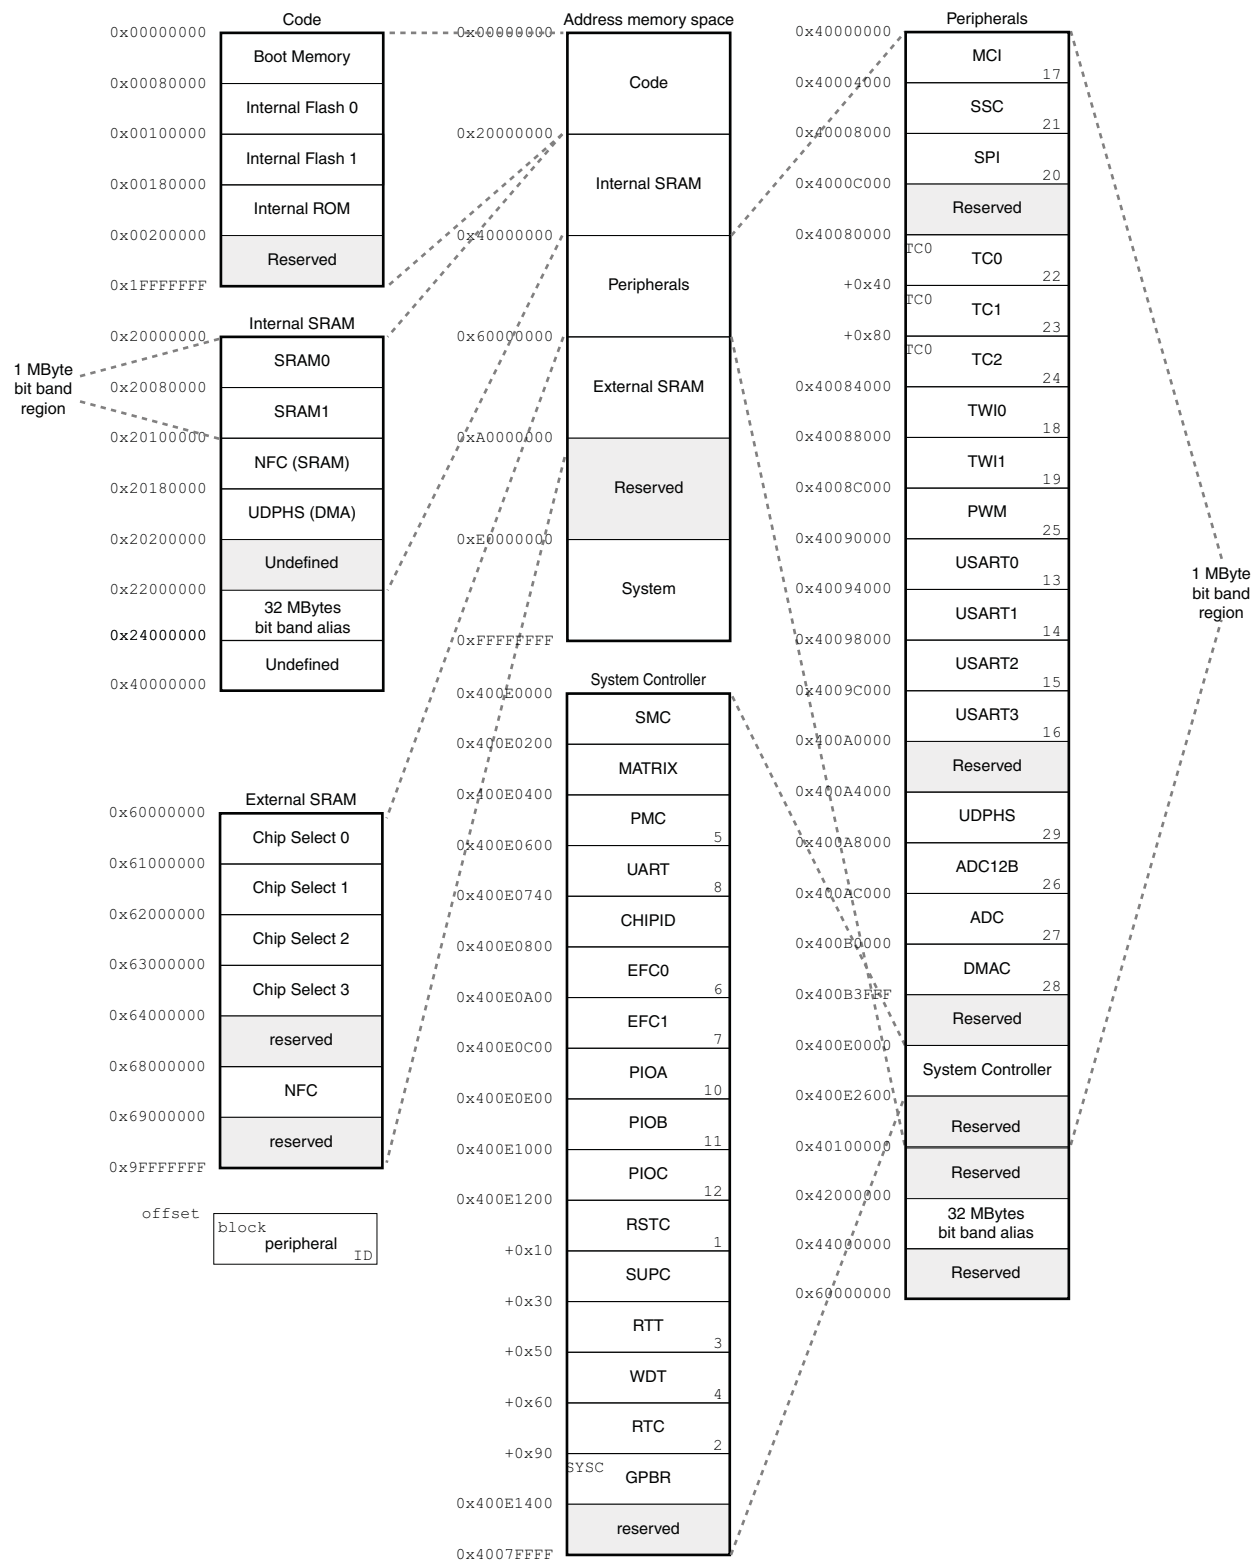 Code
0x00000000
Boot Memory
0x00080000
Internal Flash 0
0x00100000
Internal Flash 1
0x00180000
Internal ROM
0x00200000
Reserved
0x1FFFFFFF
Internal SRAM
0x20000000
SRAM0
1 MByte
bit band
region
0x20080000
SRAM1
0x20100000
NFC (SRAM)
0x20180000
UDPHS (DMA)
0x20200000
Undefined
0x22000000
32 MBytes
bit band alias
0x24000000
Undefined
0x40000000
External SRAM
0x60000000
Chip Select 0
0x61000000
Chip Select 1
0x62000000
Chip Select 2
0x63000000
Chip Select 3
0x64000000
reserved
0x68000000
NFC
0x69000000
reserved
0x9FFFFFFF
offset
block
peripheral
ID
Address memory space
0x00000000
Code
0x20000000
Internal SRAM
0x40000000
Peripherals
0x60000000
External SRAM
0xA0000000
Reserved
0xE0000000
System
0xFFFFFFFF
System Controller
0x400E0000
SMC
0x400E0200
MATRIX
0x400E0400
PMC
5
0x400E0600
UART
8
0x400E0740
CHIPID
0x400E0800
EFC0
6
0x400E0A00
EFC1
7
0x400E0C00
PIOA
10
0x400E0E00
PIOB
11
0x400E1000
PIOC
12
0x400E1200
RSTC
1
+0x10
SUPC
+0x30
RTT
3
+0x50
WDT
4
+0x60
RTC
2
+0x90
SYSC
GPBR
0x400E1400
reserved
0x4007FFFF
Peripherals
0x40000000
MCI
17
0x40004000
SSC
21
0x40008000
SPI
20
0x4000C000
Reserved
0x40080000
TC0
TC0
22
+0x40
TC0
TC1
23
+0x80
TC0
TC2
24
0x40084000
TWI0
18
0x40088000
TWI1
19
0x4008C000
PWM
25
0x40090000
USART0
13
0x40094000
USART1
14
0x40098000
USART2
15
0x4009C000
USART3
16
0x400A0000
Reserved
0x400A4000
UDPHS
29
0x400A8000
ADC12B
26
0x400AC000
ADC
27
0x400B0000
DMAC
28
0x400B3FFF
Reserved
0x400E0000
System Controller
0x400E2600
Reserved
0x40100000
Reserved
0x42000000
32 MBytes
bit band alias
0x44000000
Reserved
0x60000000
1 MByte
bit band
region